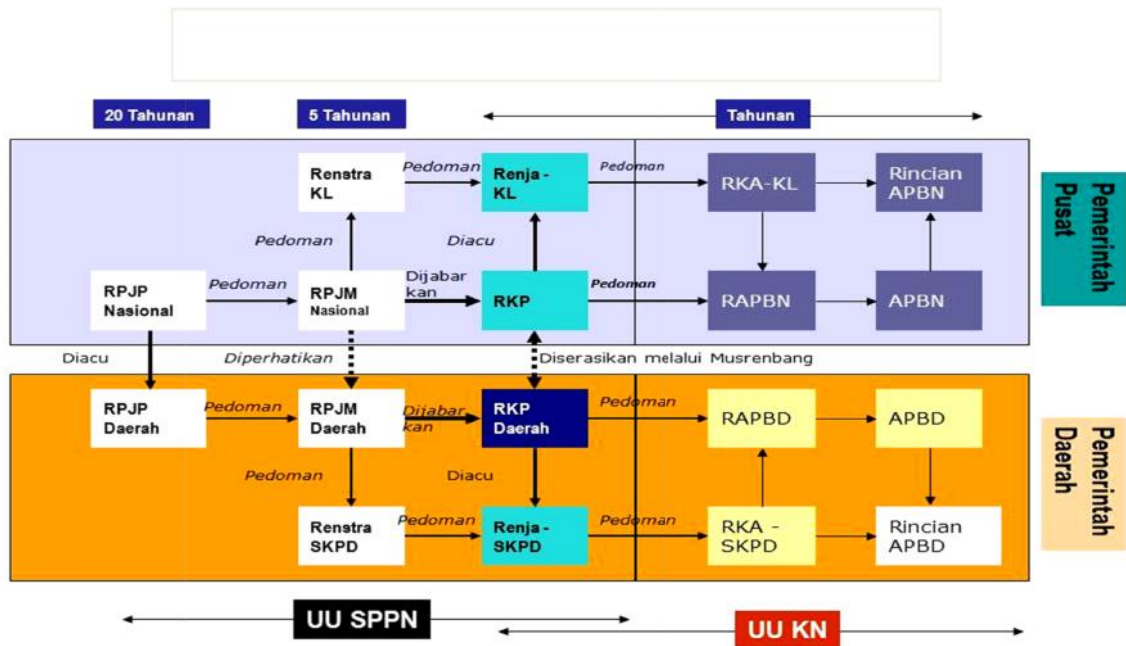 20 Tahunan
5 Tahunan
Tahunan
Renstra
KL
Pedoman
Renja -
KL
Pedoman
RKA-KL
Rincian
APBN
Pemerintah
Pusat
Pedoman
Diacu
RPJP
Nasional
Pedoman
RPJM
Nasional
Dijabar
kan
RKP
Pedoman
RAPBN
APBN
Diacu
Diperhatikan
Diserasikan melalui Musrenbang
RPJP
Daerah
Pedoman
RPJM
Daerah
Dijabar
kan
RKP
Daerah
Pedoman
RAPBD
APBD
Pemerintah
Daerah
Pedoman
Diacu
Renstra
SKPD
Pedoman
Renja -
SKPD
Pedoman
RKA -
SKPD
Rincian
APBD
UU SPPN
UU KN